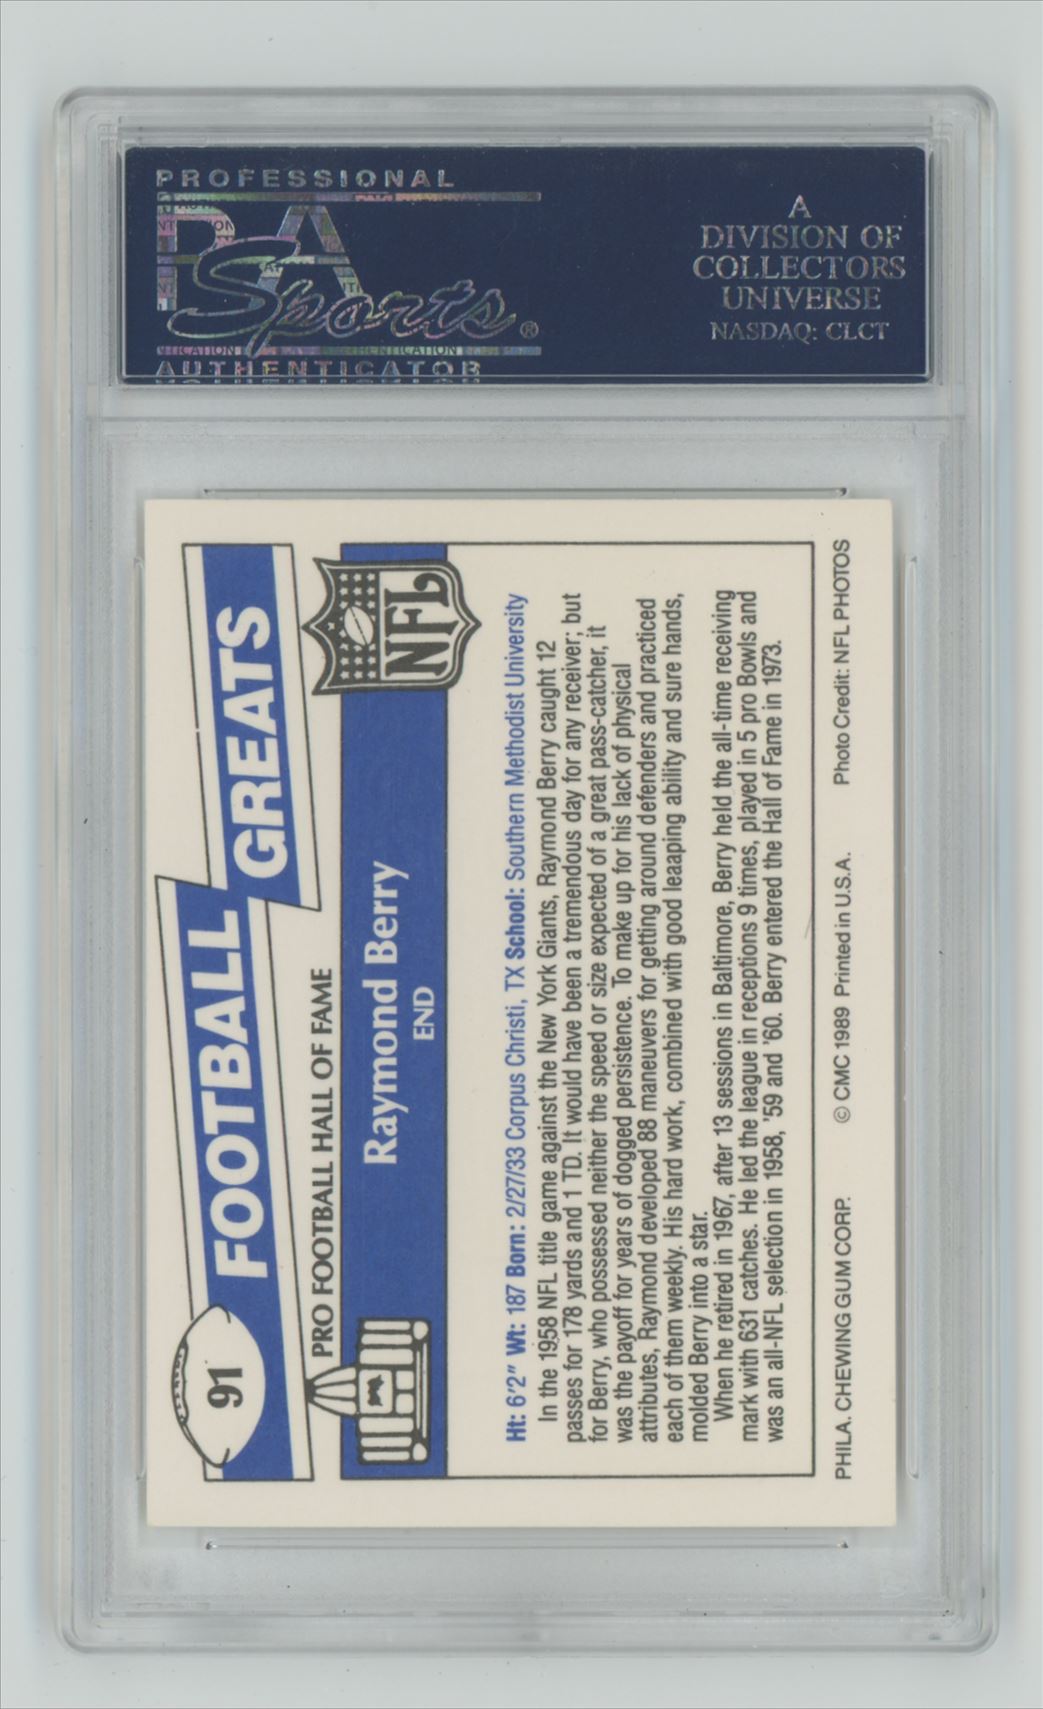 PROFESSIONAL
PSA
Sports®
AUTHENTICATOR
A
DIVISION OF
COLLECTORS
UNIVERSE
NASDAQ: CLCT
91
FOOTBALL
GREATS
PRO FOOTBALL HALL OF FAME
NFL
Raymond Berry
END
Ht: 6'2" Wt: 187 Born: 2/27/33 Corpus Christi, TX School: Southern Methodist University
In the 1958 NFL title game against the New York Giants, Raymond Berry caught 12
passes for 178 yards and 1 TD. It would have been a tremendous day for any receiver; but
for Berry, who possessed neither the speed or size expected of a great pass-catcher, it
was the payoff for years of dogged persistence. To make up for his lack of physical
attributes, Raymond developed 88 maneuvers for getting around defenders and practiced
each of them weekly. His hard work, combined with good leaaping ability and sure hands,
molded Berry into a star.
When he retired in 1967, after 13 sessions in Baltimore, Berry held the all-time receiving
mark with 631 catches. He led the league in receptions 9 times, played in 5 pro Bowls and
was an all-NFL selection in 1958, '59 and '60. Berry entered the Hall of Fame in 1973.
PHILA. CHEWING GUM CORP. © CMC 1989 Printed in U.S.A. Photo Credit: NFL PHOTOS